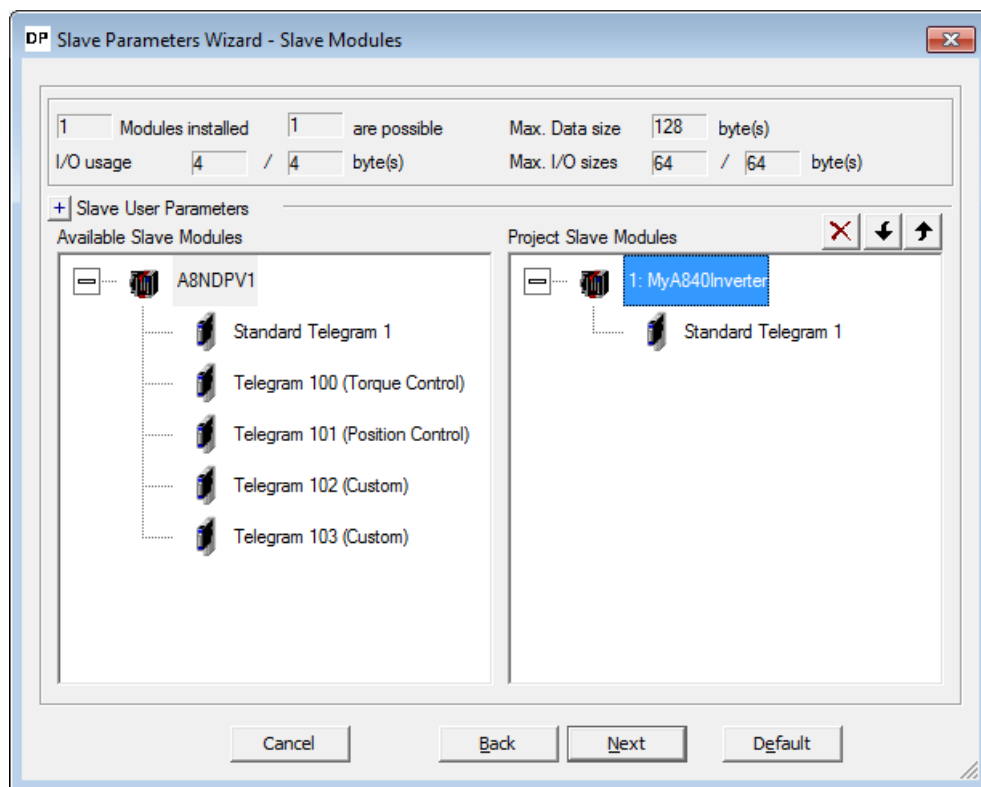 DP Slave Parameters Wizard - Slave Modules
1 Modules installed 1 are possible Max. Data size 128 byte(s)
I/O usage 4 / 4 byte(s) Max. I/O sizes 64 / 64 byte(s)
+ Slave User Parameters
Available Slave Modules Project Slave Modules
A8NDPV1 1: MyA840Inverter
Standard Telegram 1 Standard Telegram 1
Telegram 100 (Torque Control)
Telegram 101 (Position Control)
Telegram 102 (Custom)
Telegram 103 (Custom)
Cancel Back Next Default